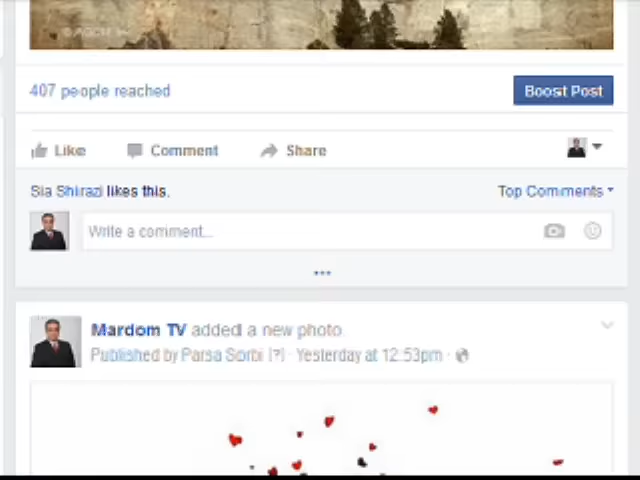 407 people reached
Boost Post
Like Comment Share
Sia Shirazi likes this.
Top Comments
Write a comment...
Mardom TV added a new photo
Published by Parsa Sorbi [?] · Yesterday at 12:53pm ·